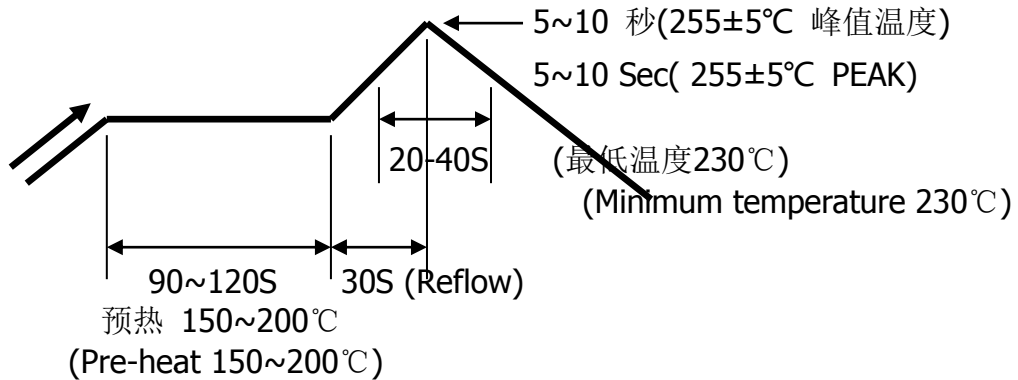 5~10 秒(255±5℃ 峰值温度)
5~10 Sec( 255±5℃ PEAK)
20-40S
(最低温度230℃)
(Minimum temperature 230℃)
90~120S
30S (Reflow)
预热 150~200℃
(Pre-heat 150~200℃)